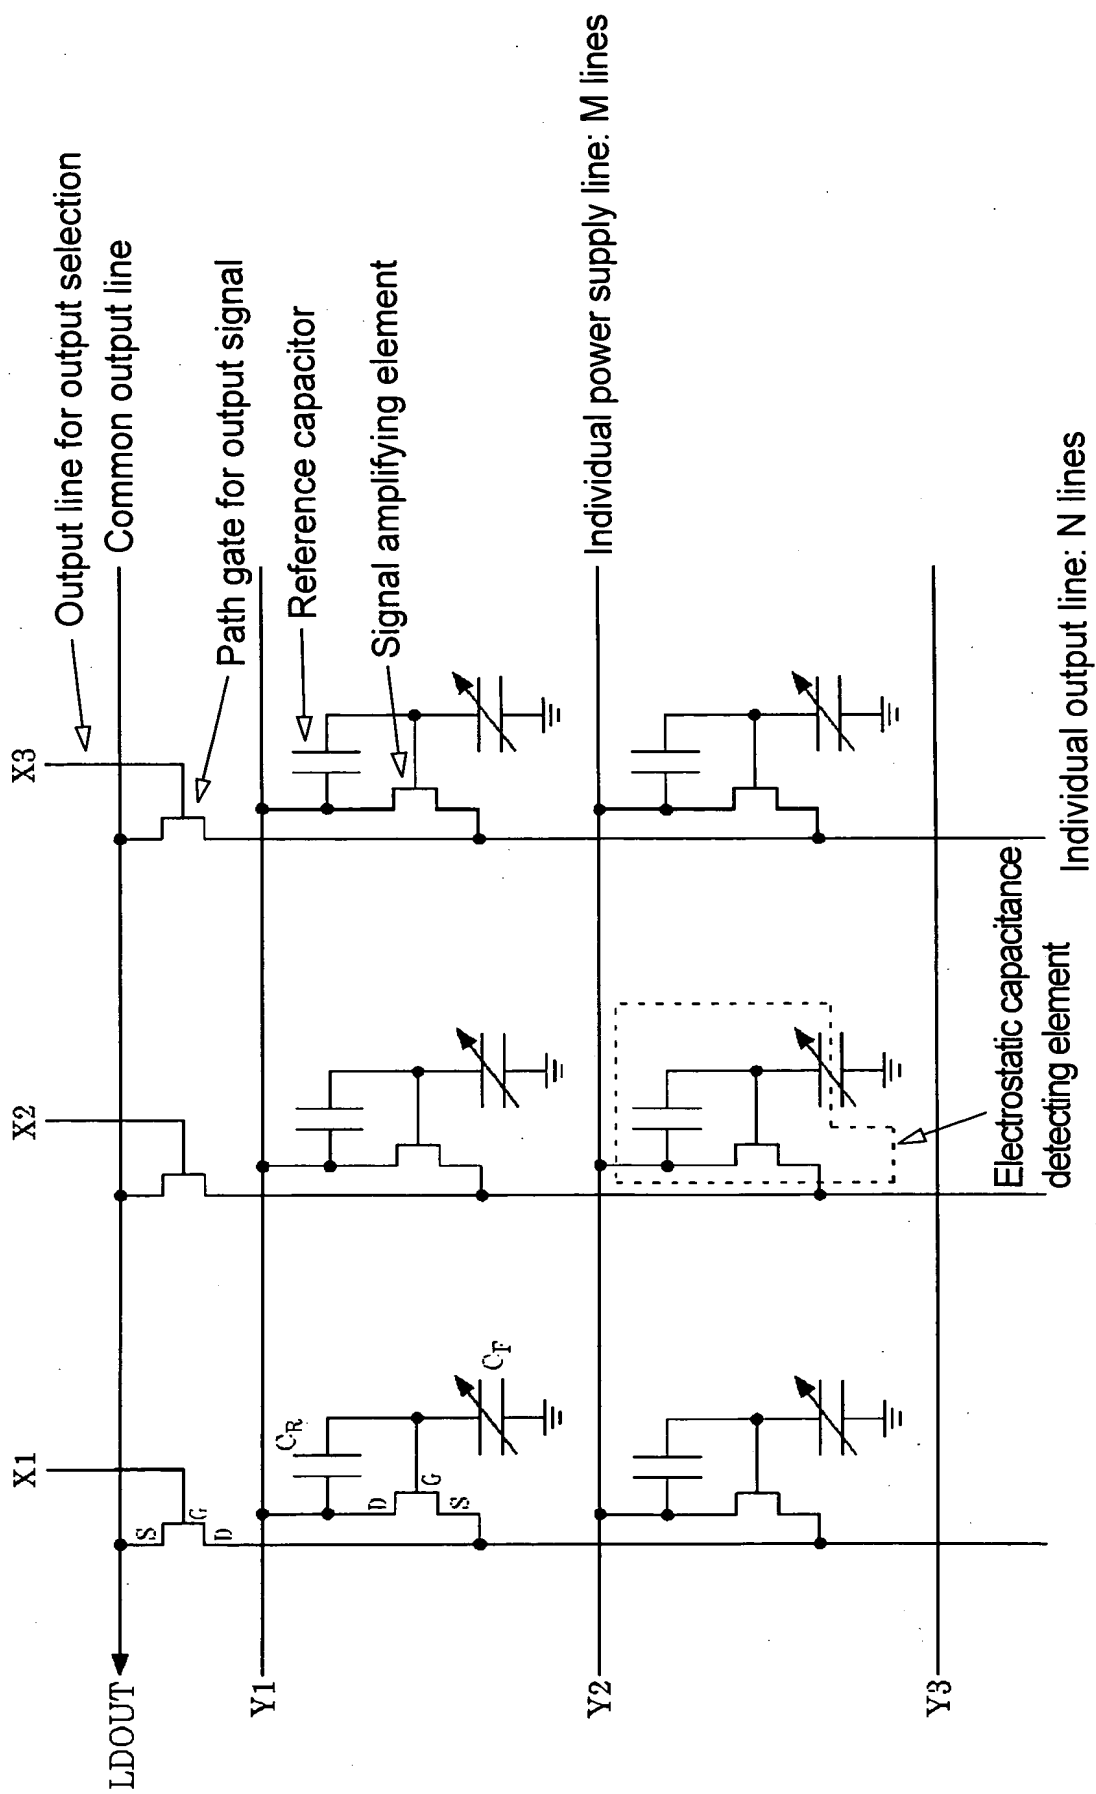 X1
X2
X3
Output line for output selection
LDOUT
Common output line
S
G
D
Path gate for output signal
Y1
CR
Reference capacitor
D
G
S
Signal amplifying element
CF
Y2
Individual power supply line: M lines
Y3
Electrostatic capacitance
detecting element
Individual output line: N lines